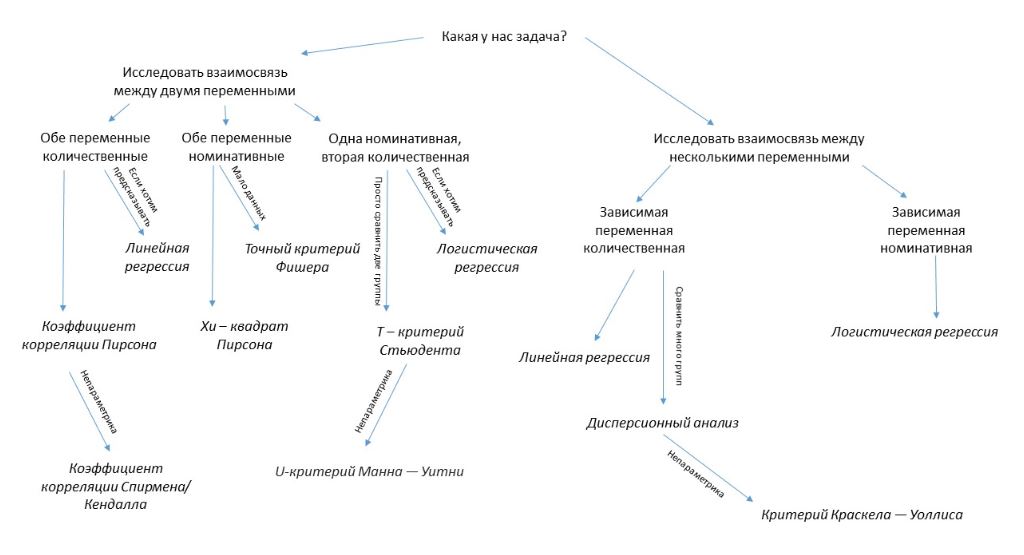 Какая у нас задача?
Исследовать взаимосвязь
между двумя переменными
Обе переменные
количественные
Обе переменные
номинативные
Одна номинативная,
вторая количественная
Если хотим
предсказывать
Мало данных
Просто сравнить две группы
Если хотим
предсказывать
Линейная
регрессия
Точный критерий
Фишера
Логистическая
регрессия
Коэффициент
корреляции Пирсона
Хи – квадрат
Пирсона
Т – критерий
Стьюдента
Непараметрика
Непараметрика
Коэффициент
корреляции Спирмена/
Кендалла
U-критерий Манна — Уитни
Исследовать взаимосвязь между
несколькими переменными
Зависимая
переменная
количественная
Зависимая
переменная
номинативная
Сравнить много групп
Линейная регрессия
Логистическая регрессия
Дисперсионный анализ
Непараметрика
Критерий Краскела — Уоллиса